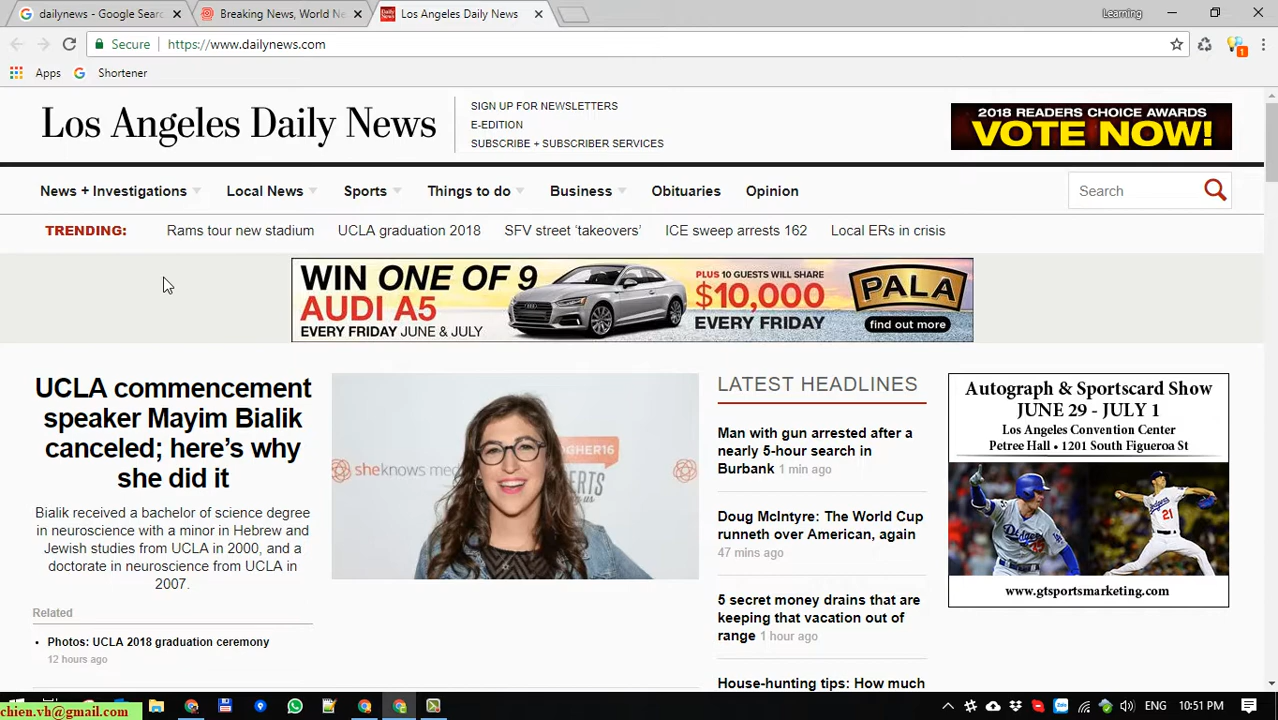 dailynews - Google Sear
Breaking News, World Ne
Los Angeles Daily News
Learning
Secure
https://www.dailynews.com
1
Apps
Shortener
Los Angeles Daily News
SIGN UP FOR NEWSLETTERS
E-EDITION
SUBSCRIBE + SUBSCRIBER SERVICES
2018 READERS CHOICE AWARDS
VOTE NOW!
News + Investigations
Local News
Sports
Things to do
Business
Obituaries
Opinion
Search
TRENDING:
Rams tour new stadium
UCLA graduation 2018
SFV street ‘takeovers’
ICE sweep arrests 162
Local ERs in crisis
WIN ONE OF 9
AUDI A5
EVERY FRIDAY JUNE & JULY
PLUS 10 GUESTS WILL SHARE
$10,000
EVERY FRIDAY
PALA
find out more
UCLA commencement
speaker Mayim Bialik
canceled; here’s why
she did it
Bialik received a bachelor of science degree
in neuroscience with a minor in Hebrew and
Jewish studies from UCLA in 2000, and a
doctorate in neuroscience from UCLA in
2007.
Related
• Photos: UCLA 2018 graduation ceremony
12 hours ago
sheknows med
OGHER16
ERTS
LATEST HEADLINES
Man with gun arrested after a
nearly 5-hour search in
Burbank 1 min ago
Doug McIntyre: The World Cup
runneth over American, again
47 mins ago
5 secret money drains that are
keeping that vacation out of
range 1 hour ago
House-hunting tips: How much
Autograph & Sportscard Show
JUNE 29 - JULY 1
Los Angeles Convention Center
Petree Hall • 1201 South Figueroa St
Dodgers
21
www.gtsportsmarketing.com
chien.vh@gmail.com
10:51 PM